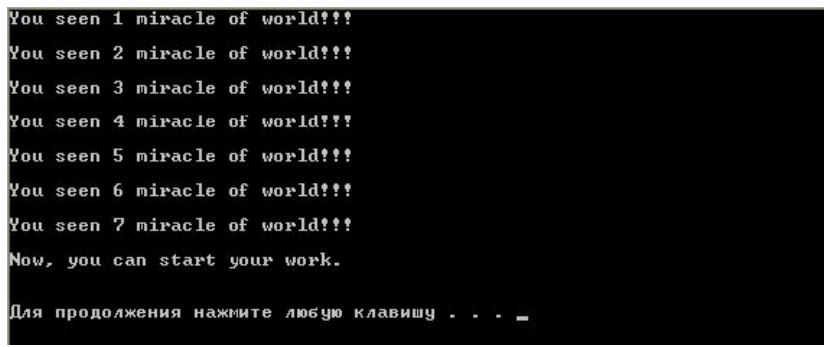 You seen 1 miracle of world!!!
You seen 2 miracle of world!!!
You seen 3 miracle of world!!!
You seen 4 miracle of world!!!
You seen 5 miracle of world!!!
You seen 6 miracle of world!!!
You seen 7 miracle of world!!!
Now, you can start your work.
Для продолжения нажмите любую клавишу . . . _